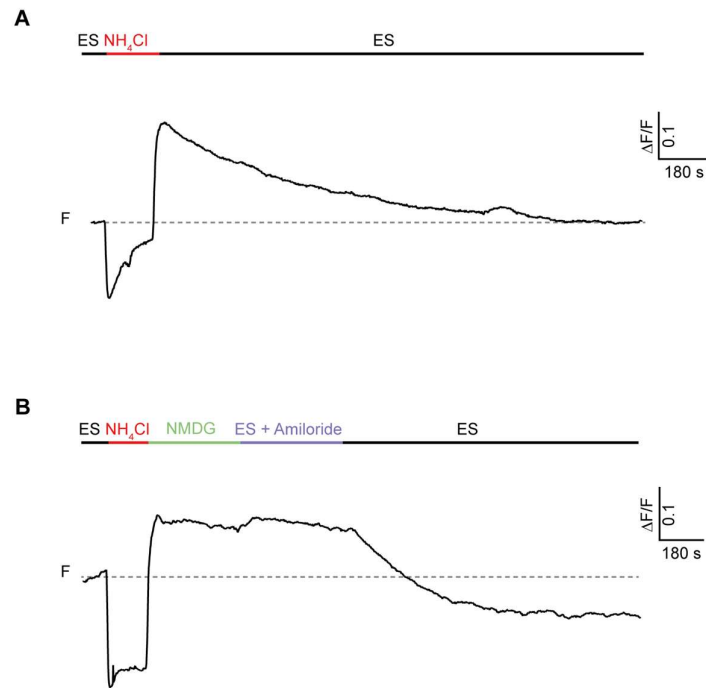 A
ES NH₄Cl ES
ΔF/F
0.1
180 s
F
B
ES NH₄Cl NMDG ES + Amiloride ES
ΔF/F
0.1
180 s
F